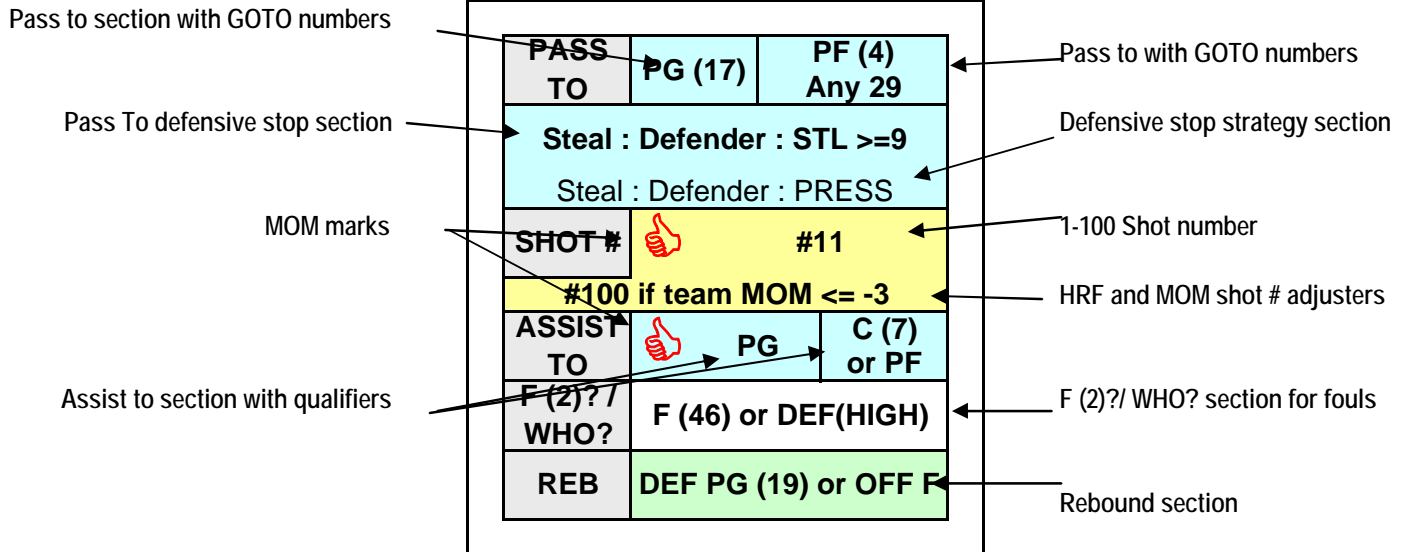 Pass to section with GOTO numbers
Pass To defensive stop section
MOM marks
Assist to section with qualifiers
PASS
TO
PG (17)
PF (4)
Any 29
Steal : Defender : STL >=9
Steal : Defender : PRESS
SHOT #
#11
#100 if team MOM <= -3
ASSIST
TO
PG
C (7)
or PF
F (2)? /
WHO?
F (46) or DEF(HIGH)
REB
DEF PG (19) or OFF F
Pass to with GOTO numbers
Defensive stop strategy section
1-100 Shot number
HRF and MOM shot # adjusters
F (2)?/ WHO? section for fouls
Rebound section